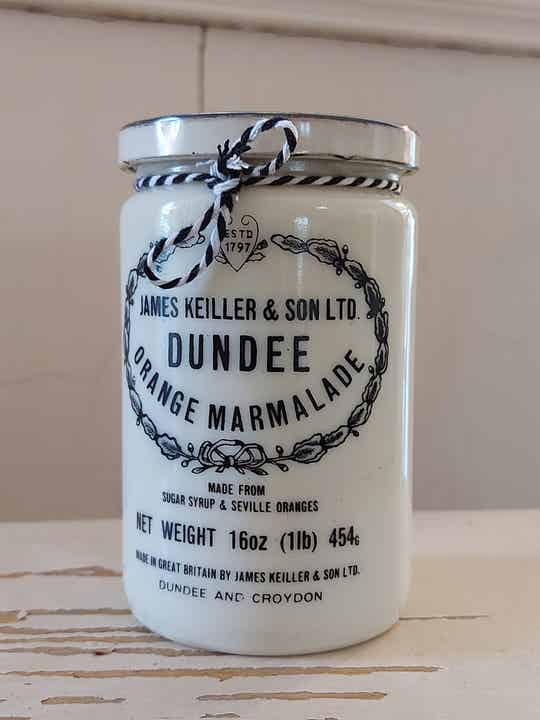 ESTD
1797
JAMES KEILLER & SON LTD.
DUNDEE
ORANGE MARMALADE
MADE FROM
SUGAR SYRUP & SEVILLE ORANGES
NET WEIGHT 16oz (1lb) 454G
MADE IN GREAT BRITAIN BY JAMES KEILLER & SON LTD.
DUNDEE AND CROYDON